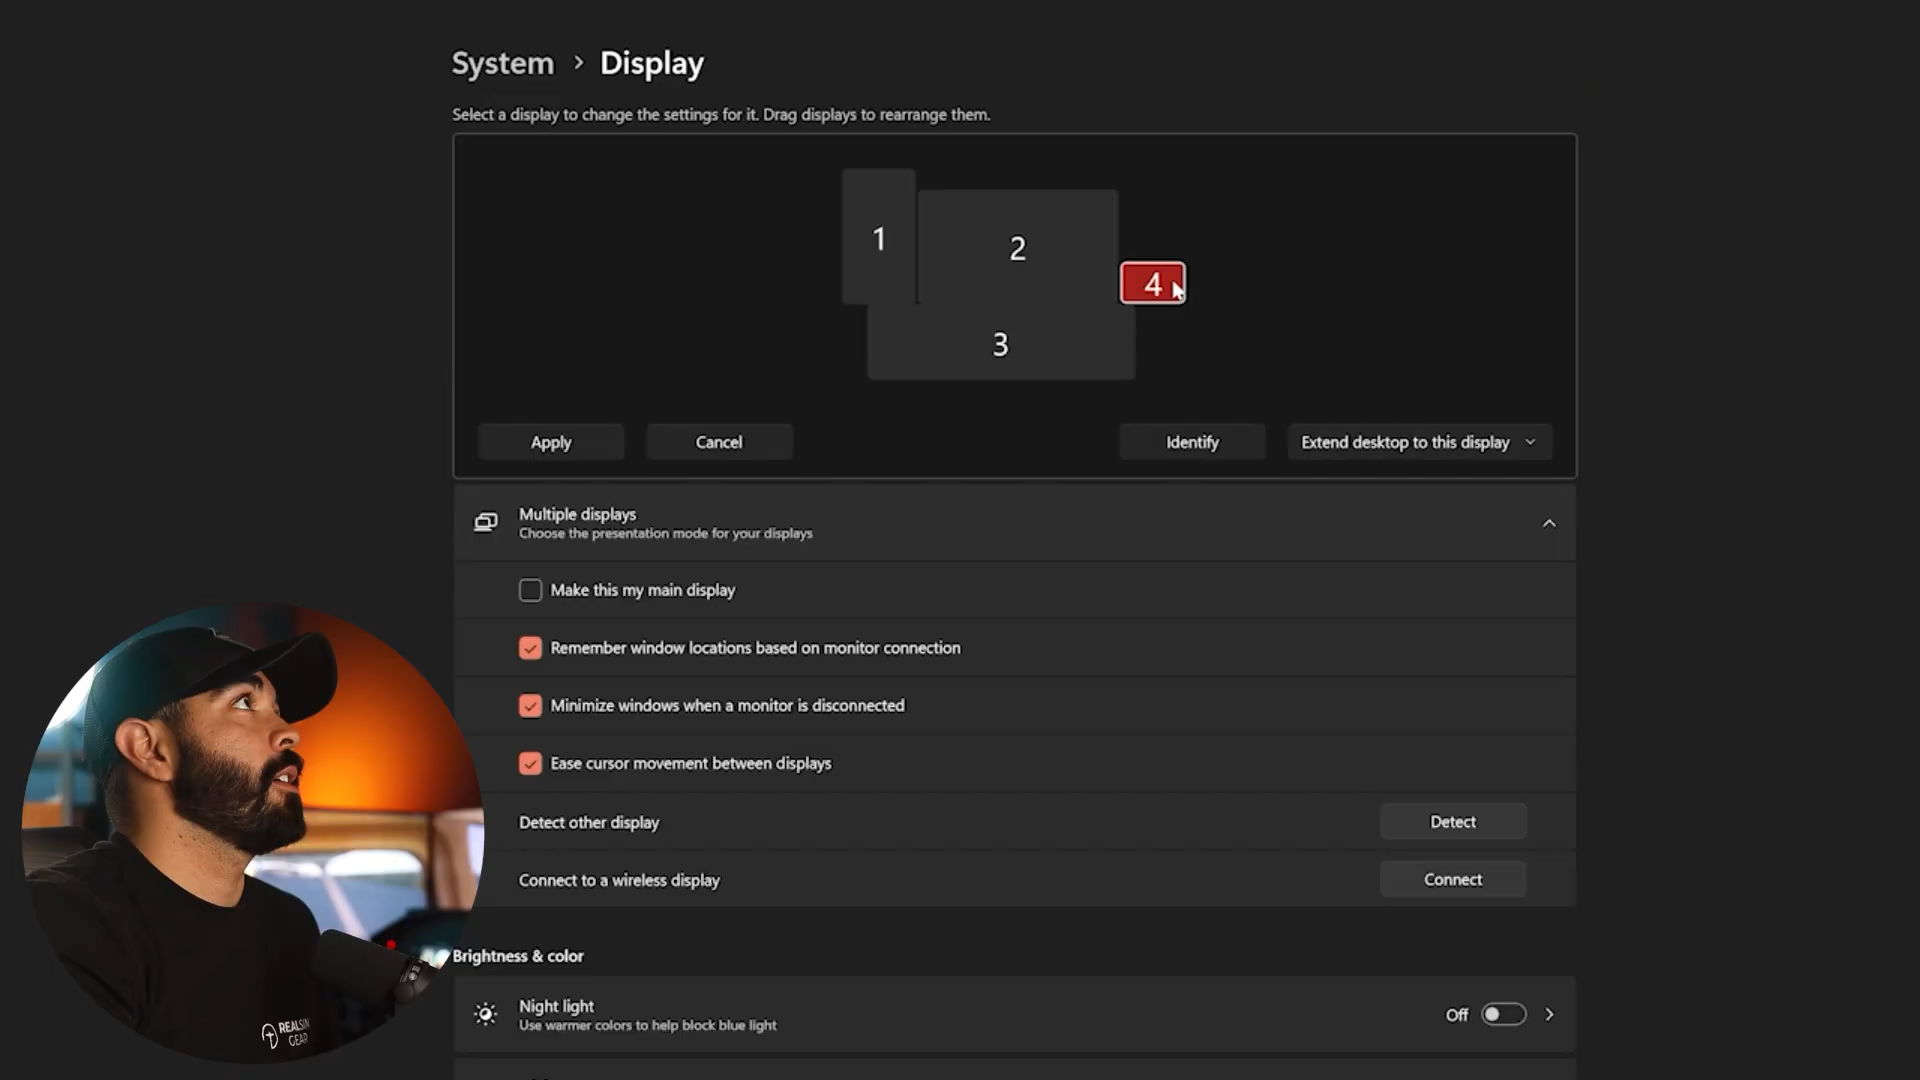 System > Display
Select a display to change the settings for it. Drag displays to rearrange them.
1
2
4
3
Apply
Cancel
Identify
Extend desktop to this display
Multiple displays
Choose the presentation mode for your displays
Make this my main display
Remember window locations based on monitor connection
Minimize windows when a monitor is disconnected
Ease cursor movement between displays
Detect other display
Detect
Connect to a wireless display
Connect
Brightness & color
Night light
Use warmer colors to help block blue light
Off
REALSIM
GEAR